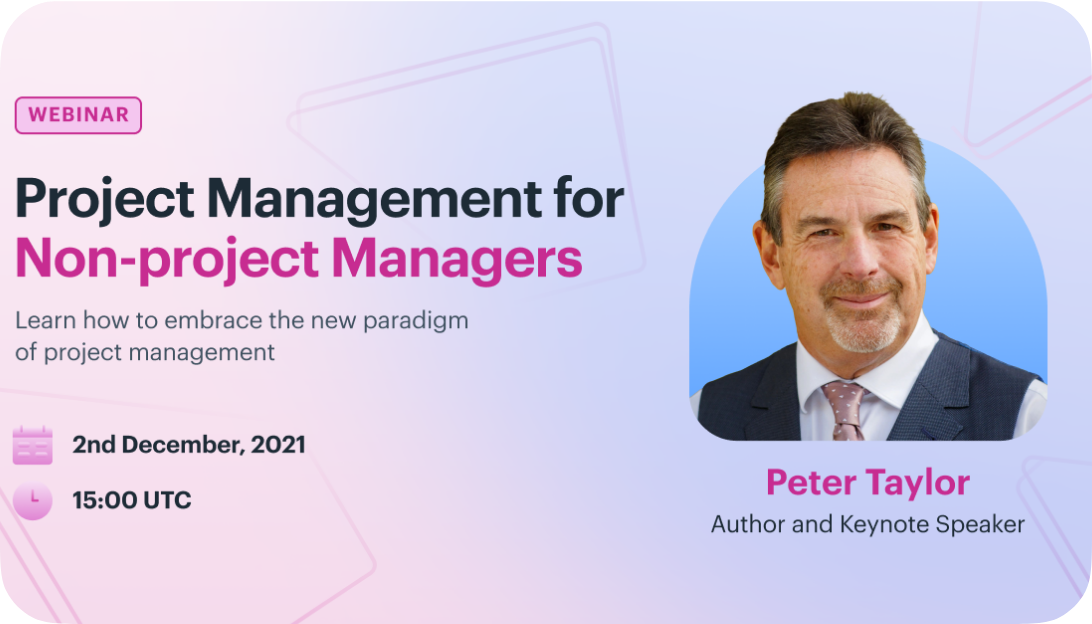 WEBINAR
Project Management for
Non-project Managers
Learn how to embrace the new paradigm
of project management
2nd December, 2021
15:00 UTC
Peter Taylor
Author and Keynote Speaker